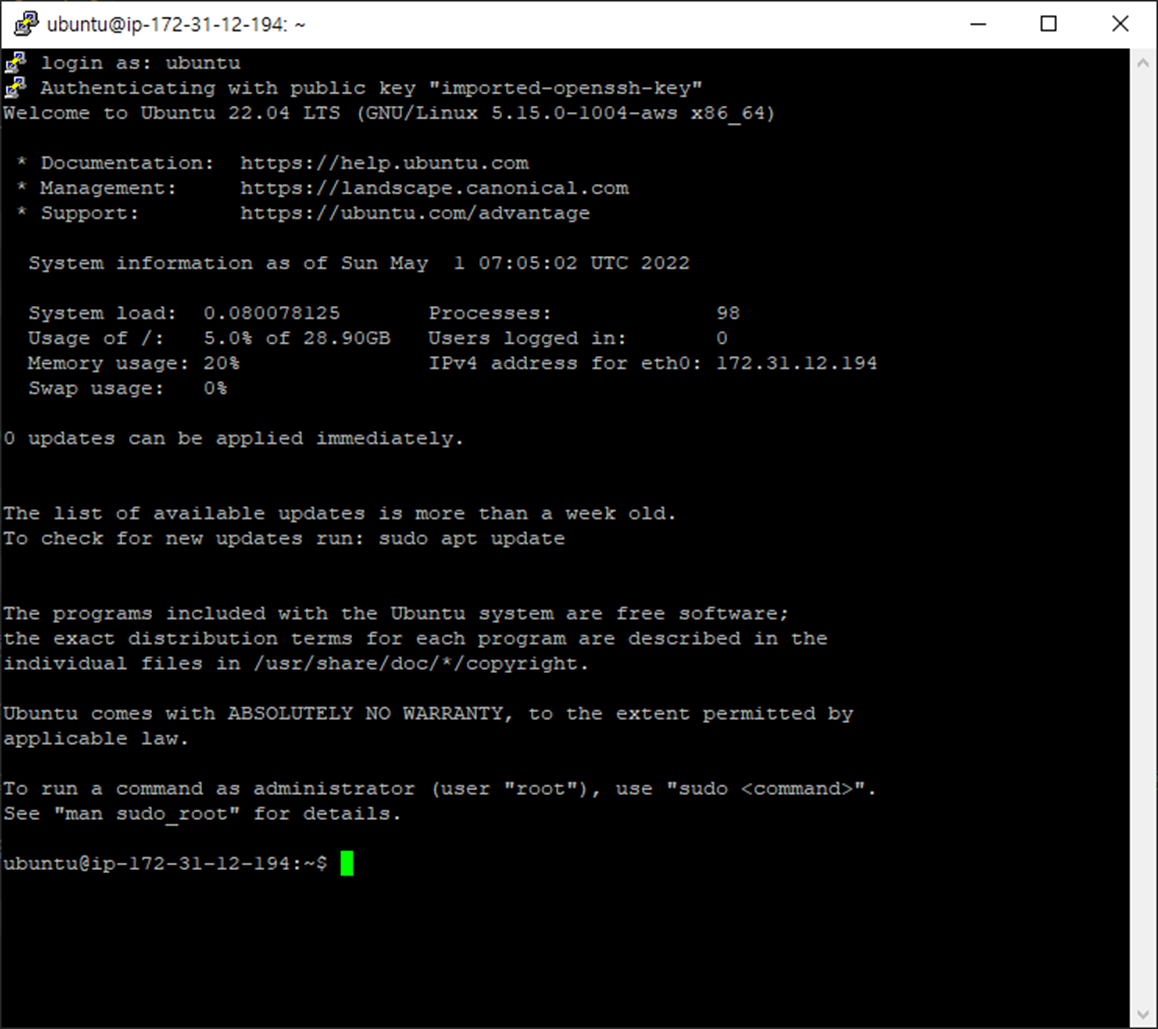 ubuntu@ip-172-31-12-194: ~
login as: ubuntu
Authenticating with public key "imported-openssh-key"
Welcome to Ubuntu 22.04 LTS (GNU/Linux 5.15.0-1004-aws x86_64)
* Documentation:  https://help.ubuntu.com
* Management:     https://landscape.canonical.com
* Support:        https://ubuntu.com/advantage
System information as of Sun May  1 07:05:02 UTC 2022
System load:  0.080078125       Processes:             98
Usage of /:   5.0% of 28.90GB   Users logged in:       0
Memory usage: 20%               IPv4 address for eth0: 172.31.12.194
Swap usage:   0%
0 updates can be applied immediately.
The list of available updates is more than a week old.
To check for new updates run: sudo apt update
The programs included with the Ubuntu system are free software;
the exact distribution terms for each program are described in the
individual files in /usr/share/doc/*/copyright.
Ubuntu comes with ABSOLUTELY NO WARRANTY, to the extent permitted by
applicable law.
To run a command as administrator (user "root"), use "sudo <command>".
See "man sudo_root" for details.
ubuntu@ip-172-31-12-194:~$